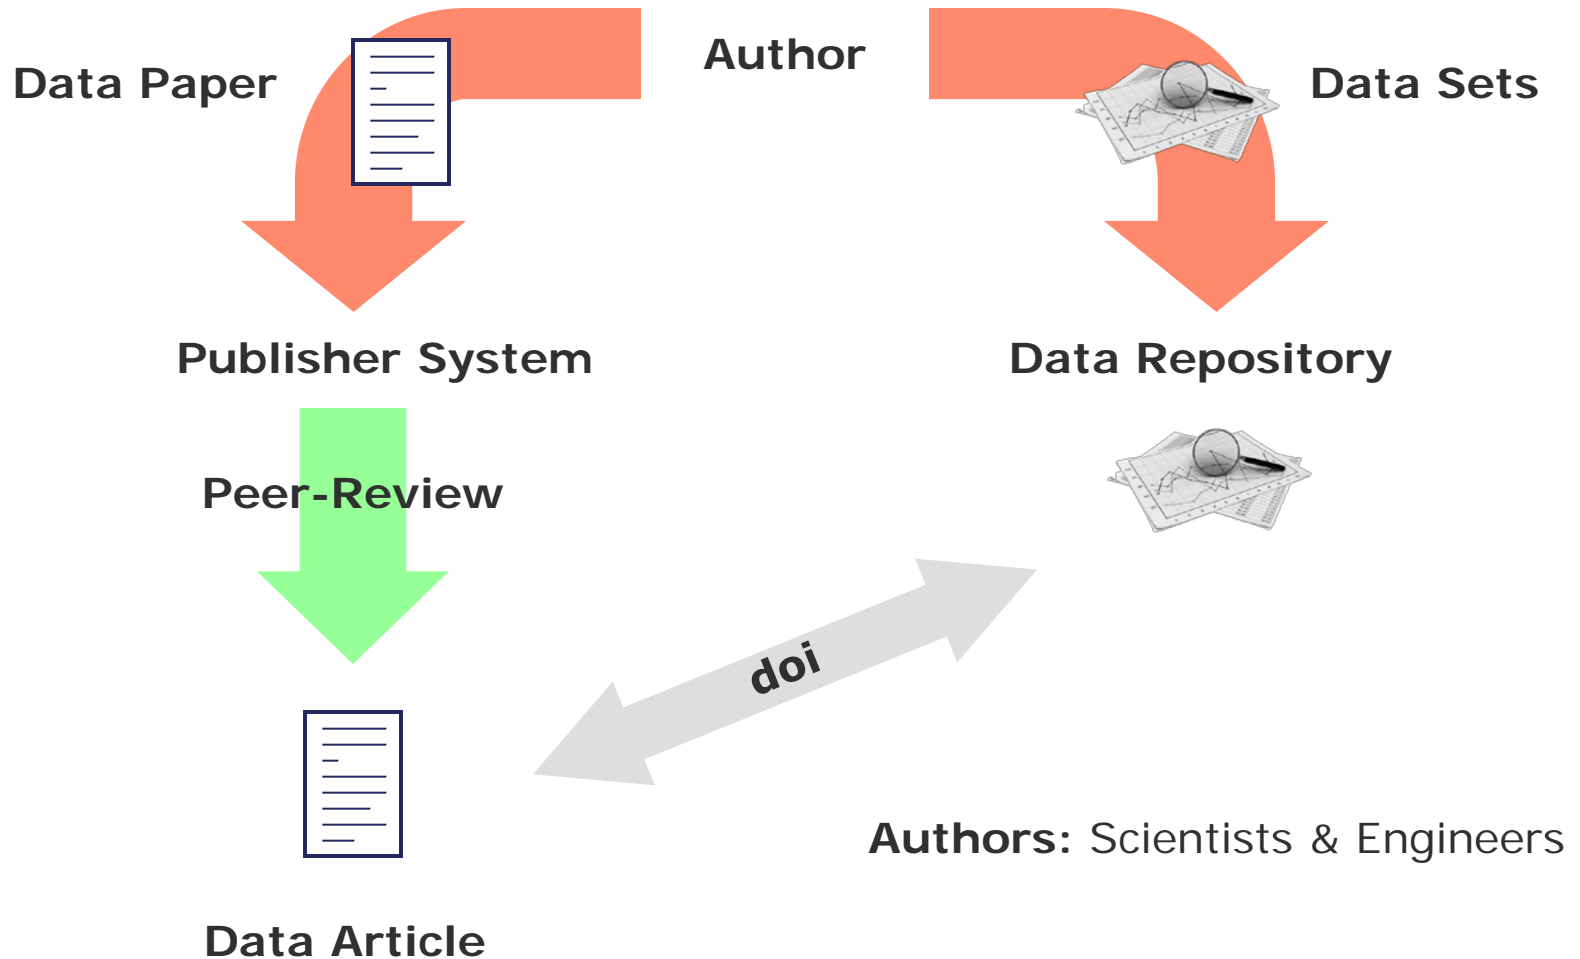 Author
Data Paper
Data Sets
Publisher System
Data Repository
Peer-Review
doi
Authors: Scientists & Engineers
Data Article